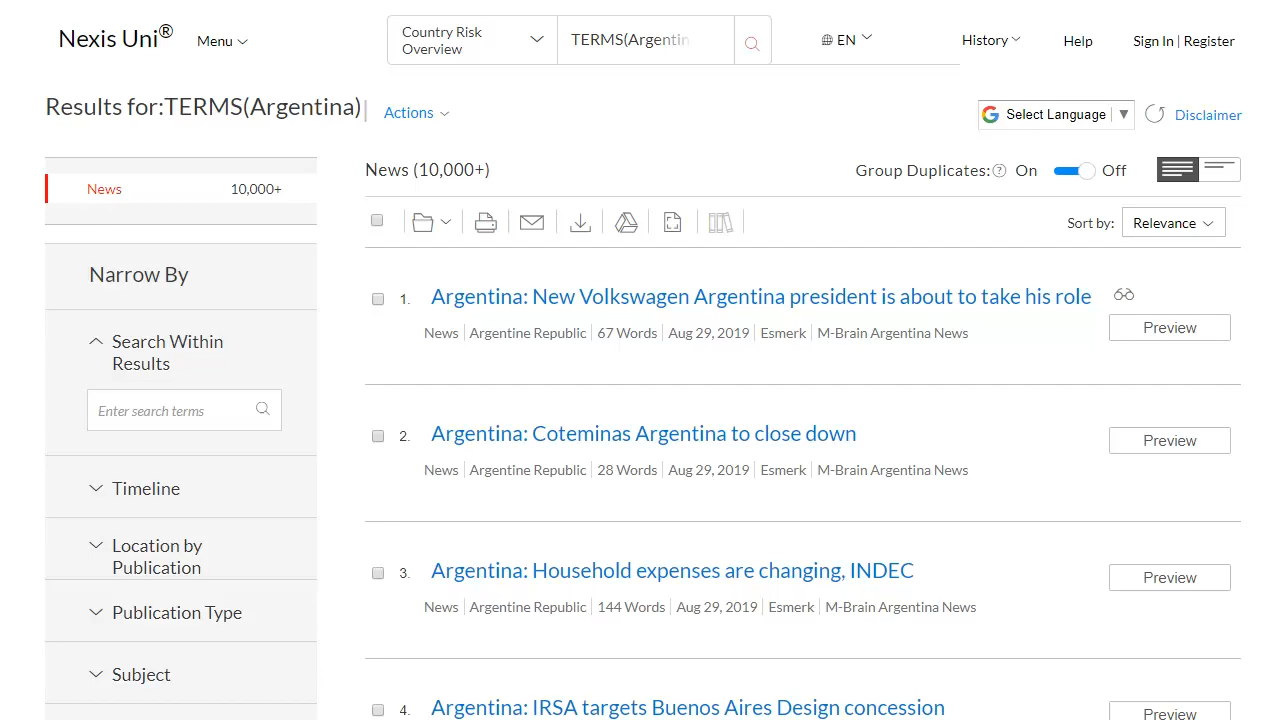 Nexis Uni®
Menu
Country Risk
Overview
TERMS(Argentin
EN
History
Help
Sign In | Register
Results for:TERMS(Argentina)
Actions
Select Language
Disclaimer
News 10,000+
Narrow By
Search Within
Results
Enter search terms
Timeline
Location by
Publication
Publication Type
Subject
News (10,000+)
Group Duplicates: On Off
Sort by: Relevance
1. Argentina: New Volkswagen Argentina president is about to take his role
News Argentine Republic 67 Words Aug 29, 2019 Esmerk M-Brain Argentina News
Preview
2. Argentina: Coteminas Argentina to close down
News Argentine Republic 28 Words Aug 29, 2019 Esmerk M-Brain Argentina News
Preview
3. Argentina: Household expenses are changing, INDEC
News Argentine Republic 144 Words Aug 29, 2019 Esmerk M-Brain Argentina News
Preview
4. Argentina: IRSA targets Buenos Aires Design concession
Preview